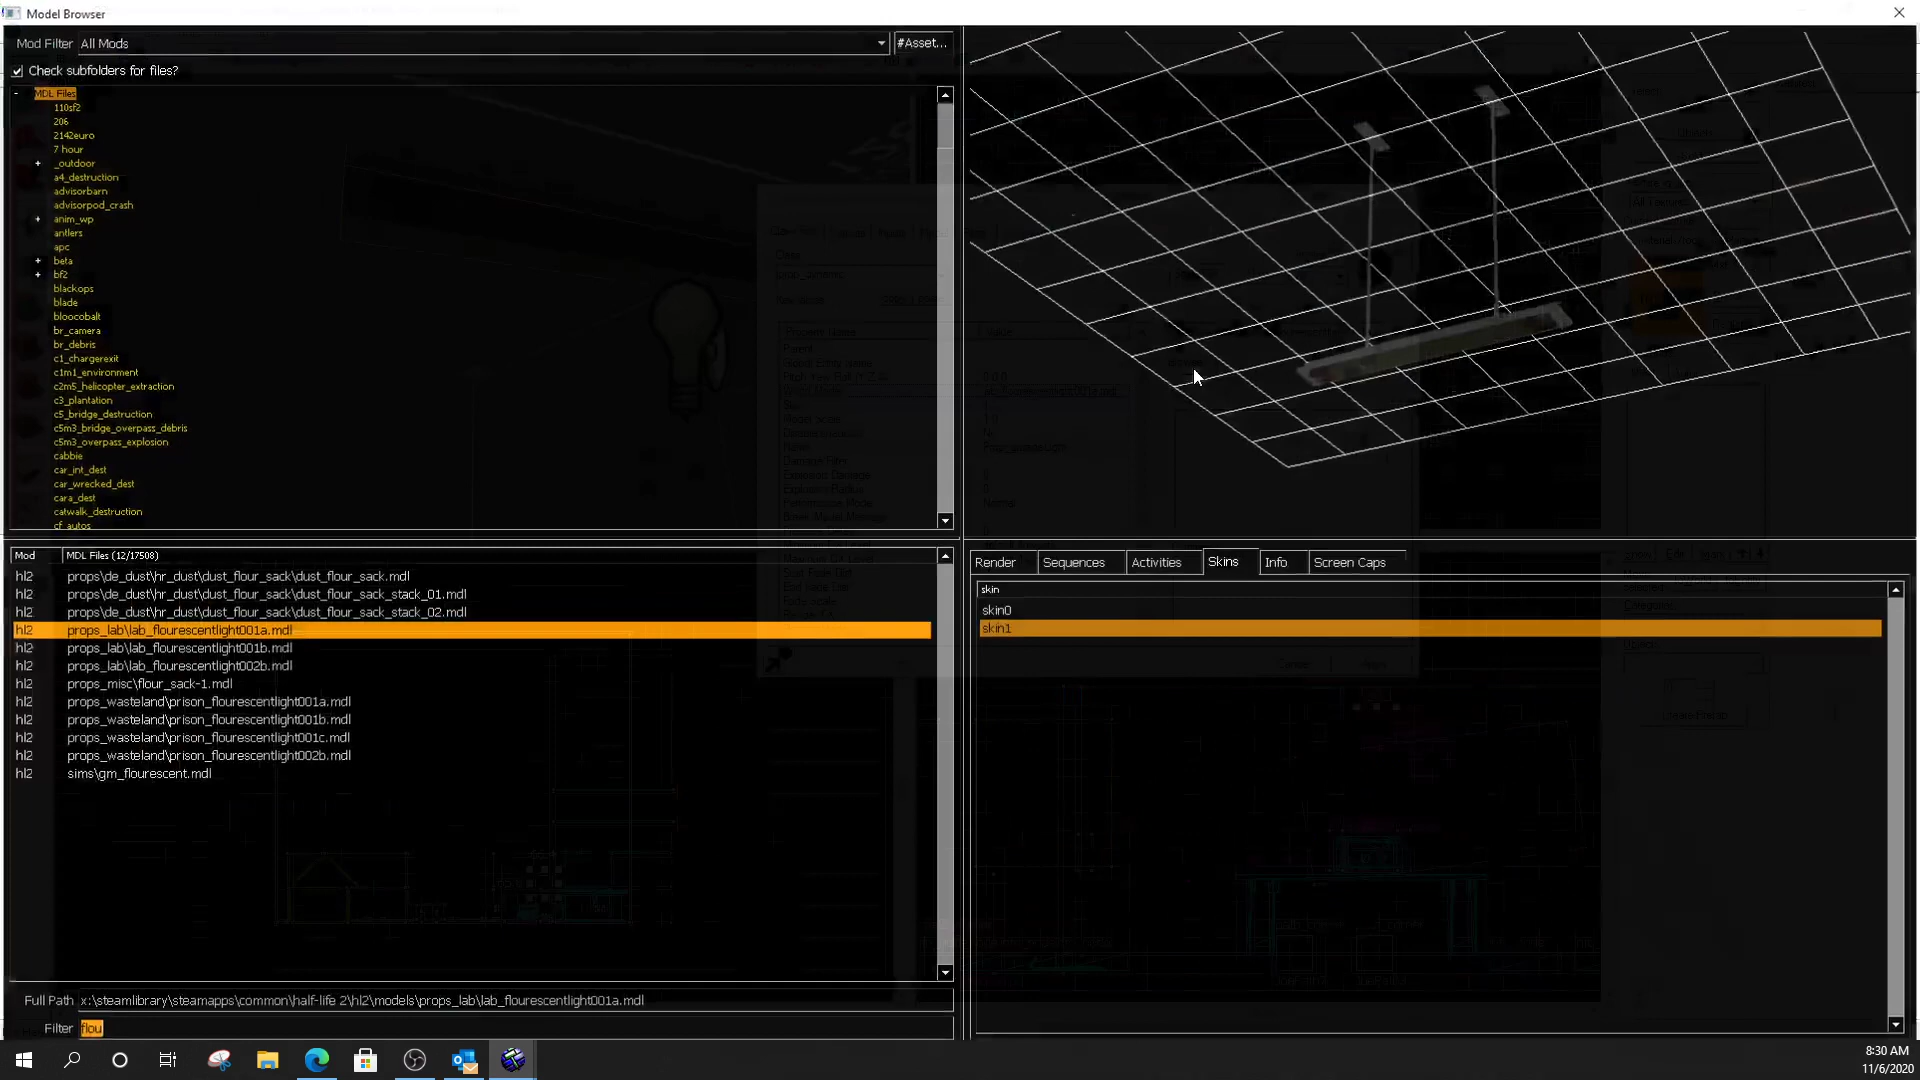 Model Browser
Mod Filter All Mods #Asset...
Check subfolders for files?
MDL Files
110sf2
206
2142euro
7 hour
_outdoor
a4_destruction
advisorbarn
advisorpod_crash
anim_wp
antlers
apc
beta
bf2
blackops
blade
bloocobalt
br_camera
br_debris
c1_chargerexit
c1m1_environment
c2m5_helicopter_extraction
c3_plantation
c5_bridge_destruction
c5m3_bridge_overpass_debris
c5m3_overpass_explosion
cabbie
car_int_dest
car_wrecked_dest
cara_dest
catwalk_destruction
cf_autos
Mod MDL Files (12/17508)
hl2 props\de_dust\hr_dust\dust_flour_sack\dust_flour_sack.mdl
hl2 props\de_dust\hr_dust\dust_flour_sack\dust_flour_sack_stack_01.mdl
hl2 props\de_dust\hr_dust\dust_flour_sack\dust_flour_sack_stack_02.mdl
hl2 props_lab\lab_flourescentlight001a.mdl
hl2 props_lab\lab_flourescentlight001b.mdl
hl2 props_lab\lab_flourescentlight002b.mdl
hl2 props_misc\flour_sack-1.mdl
hl2 props_wasteland\prison_flourescentlight001a.mdl
hl2 props_wasteland\prison_flourescentlight001b.mdl
hl2 props_wasteland\prison_flourescentlight001c.mdl
hl2 props_wasteland\prison_flourescentlight002b.mdl
hl2 sims\gm_flourescent.mdl
Full Path x:\steamlibrary\steamapps\common\half-life 2\hl2\models\props_lab\lab_flourescentlight001a.mdl
Filter flou
Render Sequences Activities Skins Info Screen Caps
skin
skin0
skin1
8:30 AM
11/6/2020